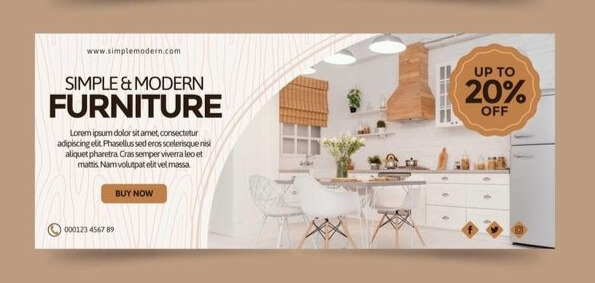 www.simplemodern.com
SIMPLE & MODERN
FURNITURE
Lorem ipsum dolor sit amet, consectetur
adipiscing elit. Phasellus sed eros scelerisque nisi
aliquet pharetra. Cras semper viverra leo et
mattis. Nam volutpat elit vel massa.
BUY NOW
000123 4567 89
UP TO
20%
OFF